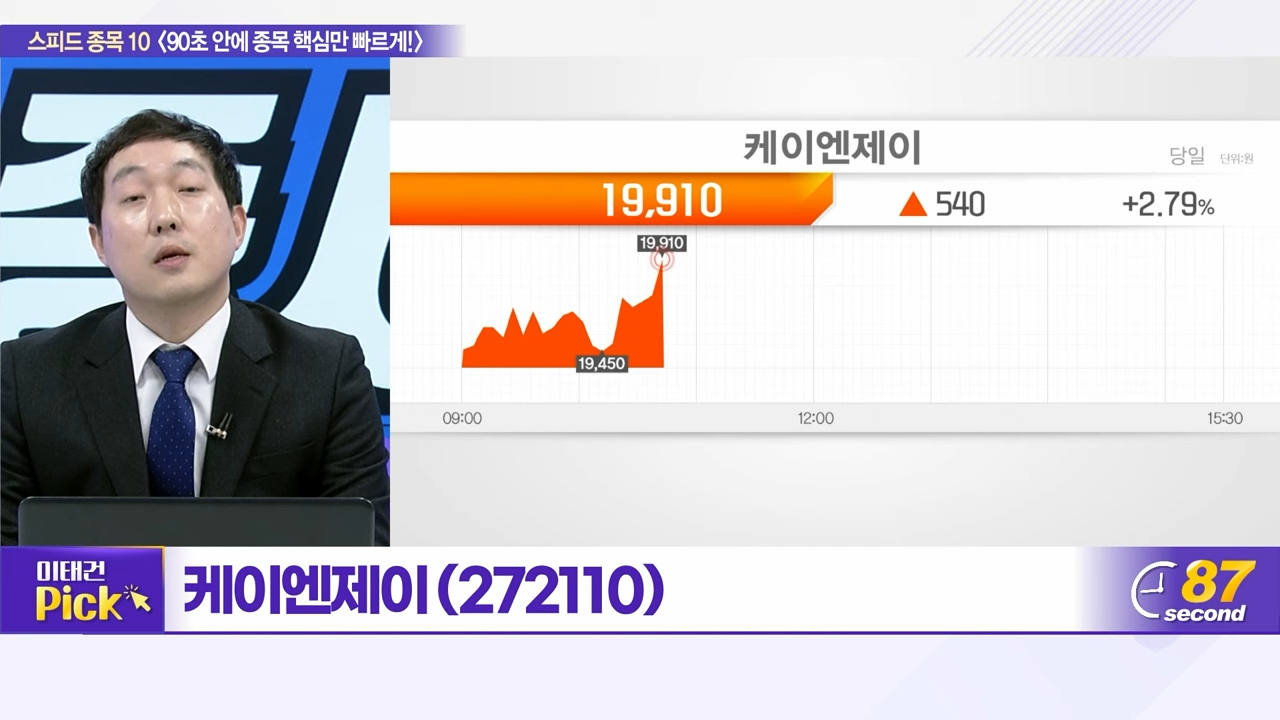 스피드 종목 10 〈90초 안에 종목 핵심만 빠르게!〉
케이엔제이
당일 단위:원
19,910 ▲ 540 +2.79%
19,910
19,450
09:00 12:00 15:30
이태건
Pick
케이엔제이 (272110)
87
second